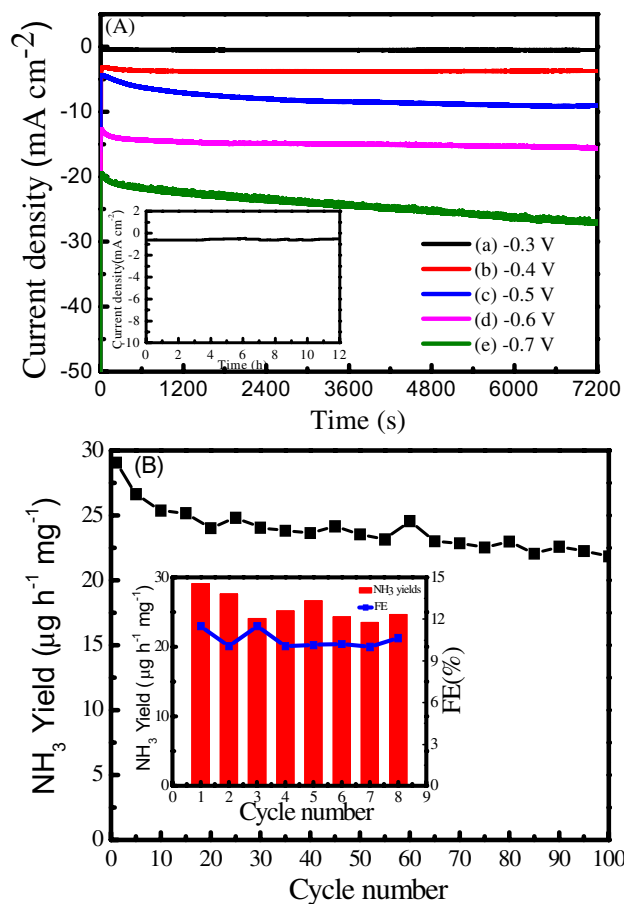 (A)
Current density (mA cm-2)
0
-10
-20
-30
-40
-50
0 1200 2400 3600 4800 6000 7200
Time (s)
(a) -0.3 V
(b) -0.4 V
(c) -0.5 V
(d) -0.6 V
(e) -0.7 V
Current density(mA cm-2)
2
0
-2
-4
-6
-8
-10
0 2 4 6 8 10 12
Time (h)
(B)
NH3 Yield (μg h-1 mg-1)
30
25
20
15
10
5
0
0 10 20 30 40 50 60 70 80 90 100
Cycle number
NH3 Yield (μg h-1 mg-1)
30
20
10
0
NH3 yields
FE
15
12
9
6
3
0
FE(%)
0 1 2 3 4 5 6 7 8 9
Cycle number